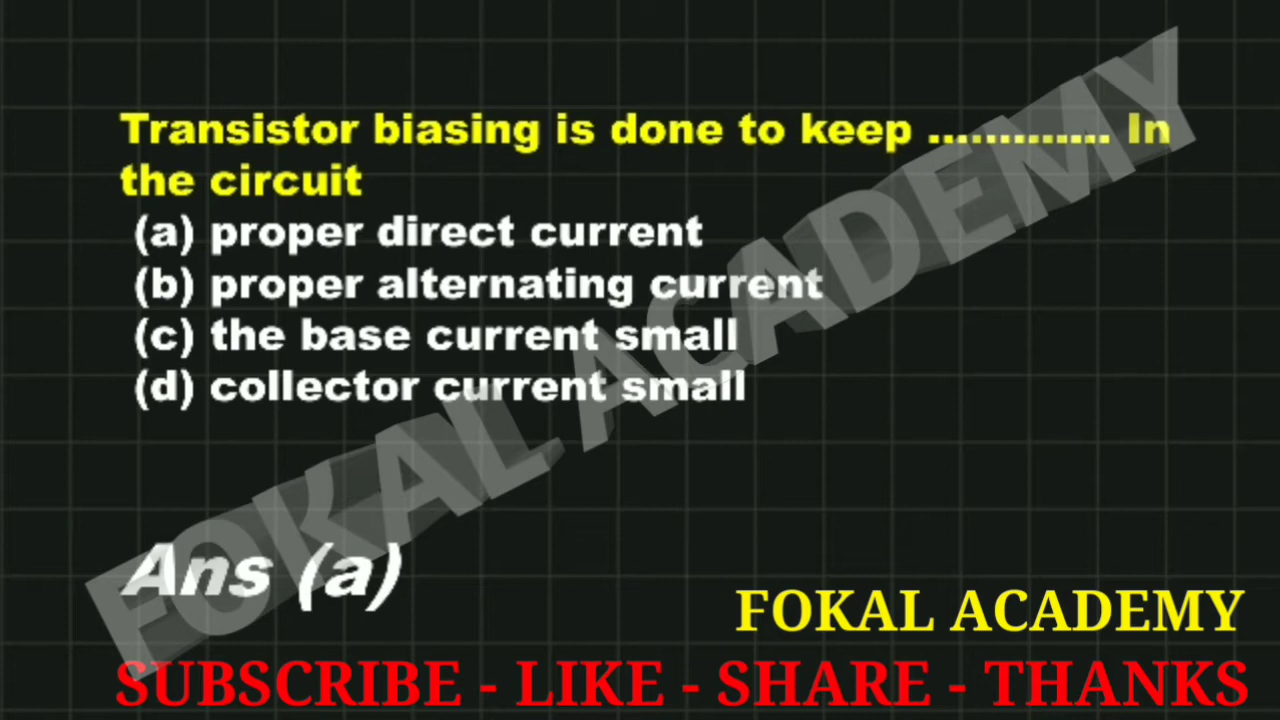 Transistor biasing is done to keep ............. In
the circuit
(a) proper direct current
(b) proper alternating current
(c) the base current small
(d) collector current small
FOKAL ACADEMY
Ans (a)
FOKAL ACADEMY
SUBSCRIBE - LIKE - SHARE - THANKS